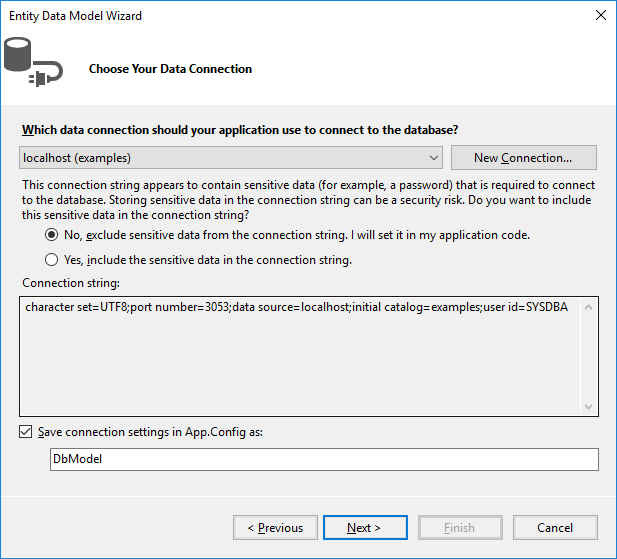 Entity Data Model Wizard
Choose Your Data Connection
Which data connection should your application use to connect to the database?
localhost (examples)
New Connection...
This connection string appears to contain sensitive data (for example, a password) that is required to connect
to the database. Storing sensitive data in the connection string can be a security risk. Do you want to include
this sensitive data in the connection string?
No, exclude sensitive data from the connection string. I will set it in my application code.
Yes, include the sensitive data in the connection string.
Connection string:
character set=UTF8;port number=3053;data source=localhost;initial catalog=examples;user id=SYSDBA
Save connection settings in App.Config as:
DbModel
< Previous
Next >
Finish
Cancel